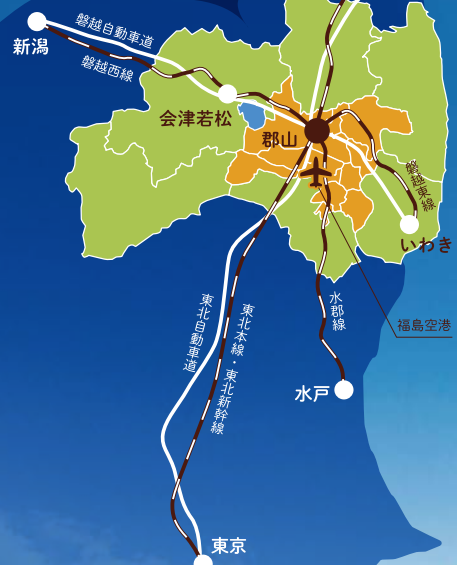 磐越自動車道
新潟
磐越西線
会津若松
郡山
磐越東線
いわき
水郡線
福島空港
東北自動車道
東北本線・東北新幹線
水戸
東京